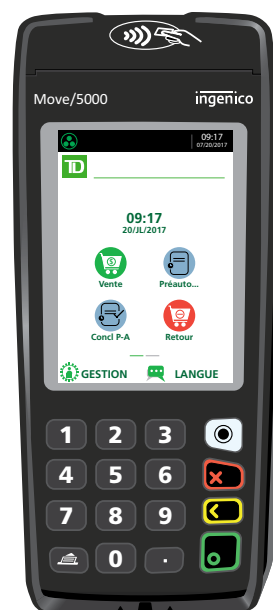 Move/5000 ingenico
09:17
07/20/2017
TD
09:17
20/JL/2017
Vente Préauto...
Concl P-A Retour
GESTION LANGUE
1 2 3
4 5 6
7 8 9
0 .